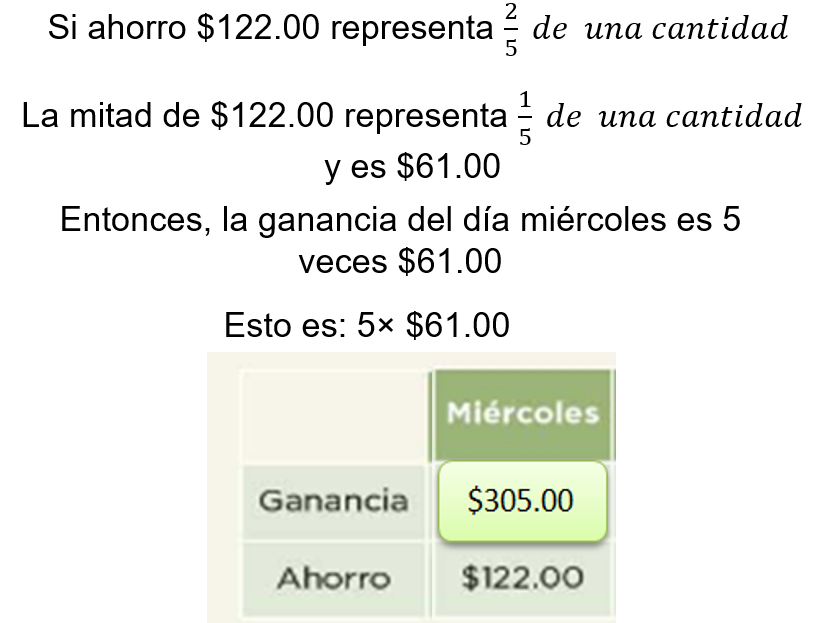 Si ahorro $122.00 representa 2/5 de una cantidad
La mitad de $122.00 representa 1/5 de una cantidad
y es $61.00
Entonces, la ganancia del día miércoles es 5
veces $61.00
Esto es: 5× $61.00
Miércoles
Ganancia $305.00
Ahorro $122.00